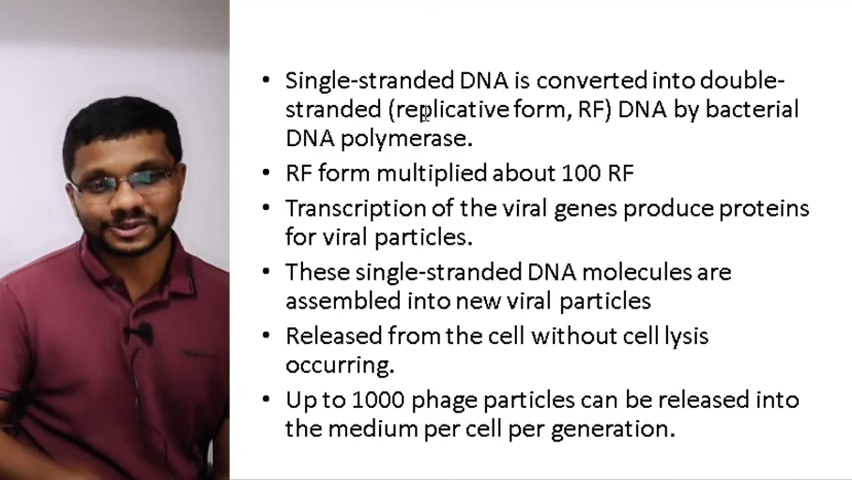 • Single-stranded DNA is converted into double-
stranded (replicative form, RF) DNA by bacterial
DNA polymerase.
• RF form multiplied about 100 RF
• Transcription of the viral genes produce proteins
for viral particles.
• These single-stranded DNA molecules are
assembled into new viral particles
• Released from the cell without cell lysis
occurring.
• Up to 1000 phage particles can be released into
the medium per cell per generation.